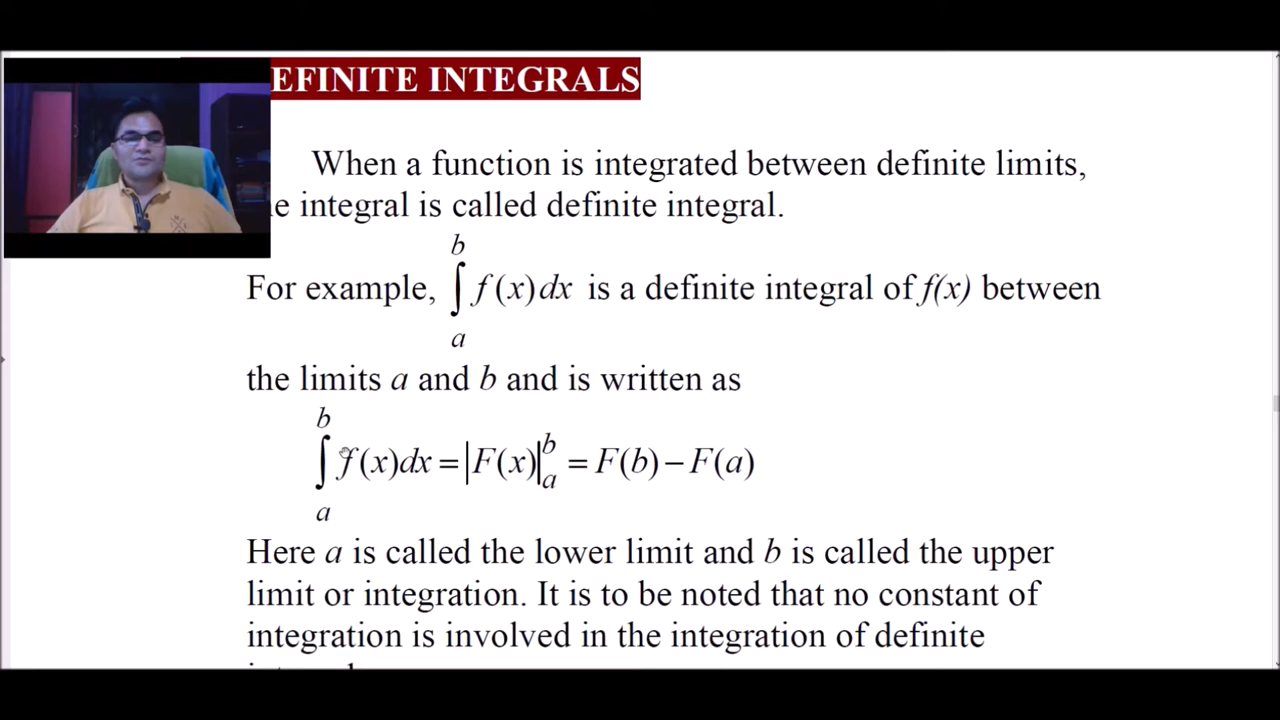 EFINITE INTEGRALS
When a function is integrated between definite limits,
e integral is called definite integral.
For example, ∫_a^b f(x)dx is a definite integral of f(x) between
the limits a and b and is written as
∫_a^b f(x)dx = |F(x)|_a^b = F(b) − F(a)
Here a is called the lower limit and b is called the upper
limit or integration. It is to be noted that no constant of
integration is involved in the integration of definite